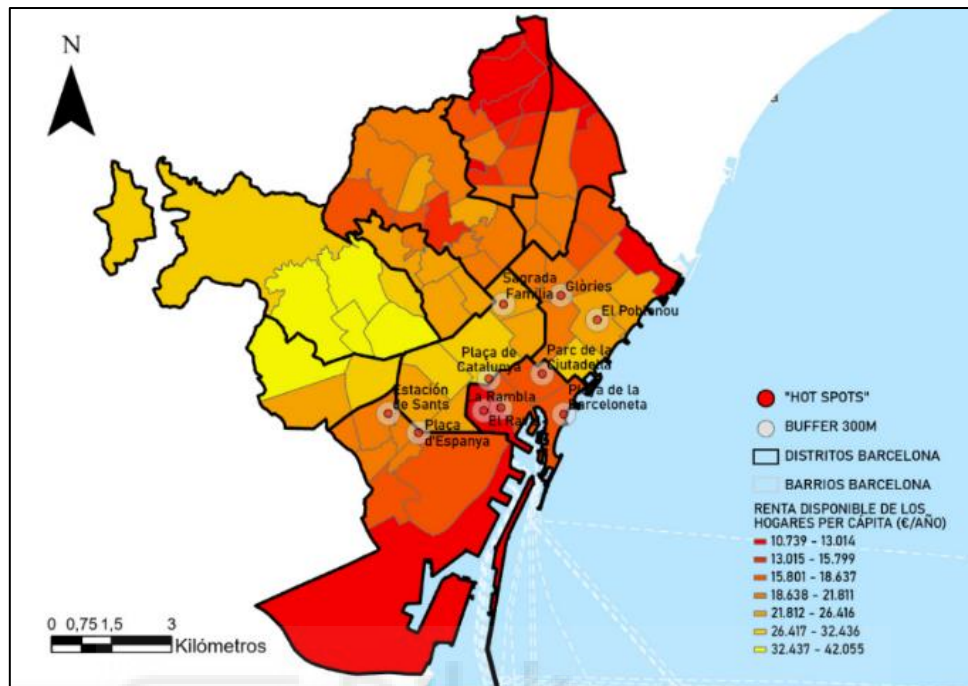 N
Sagrada
Família
Glòries
El Poblenou
Plaça de
Catalunya
Parc de la
Ciutadella
Estación
de Sants
La Rambla
El Raval
Playa de la
Barceloneta
Plaça
d'Espanya
"HOT SPOTS"
BUFFER 300M
DISTRITOS BARCELONA
BARRIOS BARCELONA
RENTA DISPONIBLE DE LOS
HOGARES PER CÁPITA (€/AÑO)
10.739 - 13.014
13.015 - 15.799
15.801 - 18.637
18.638 - 21.811
21.812 - 26.416
26.417 - 32.436
32.437 - 42.055
0 0,75 1,5 3
Kilómetros